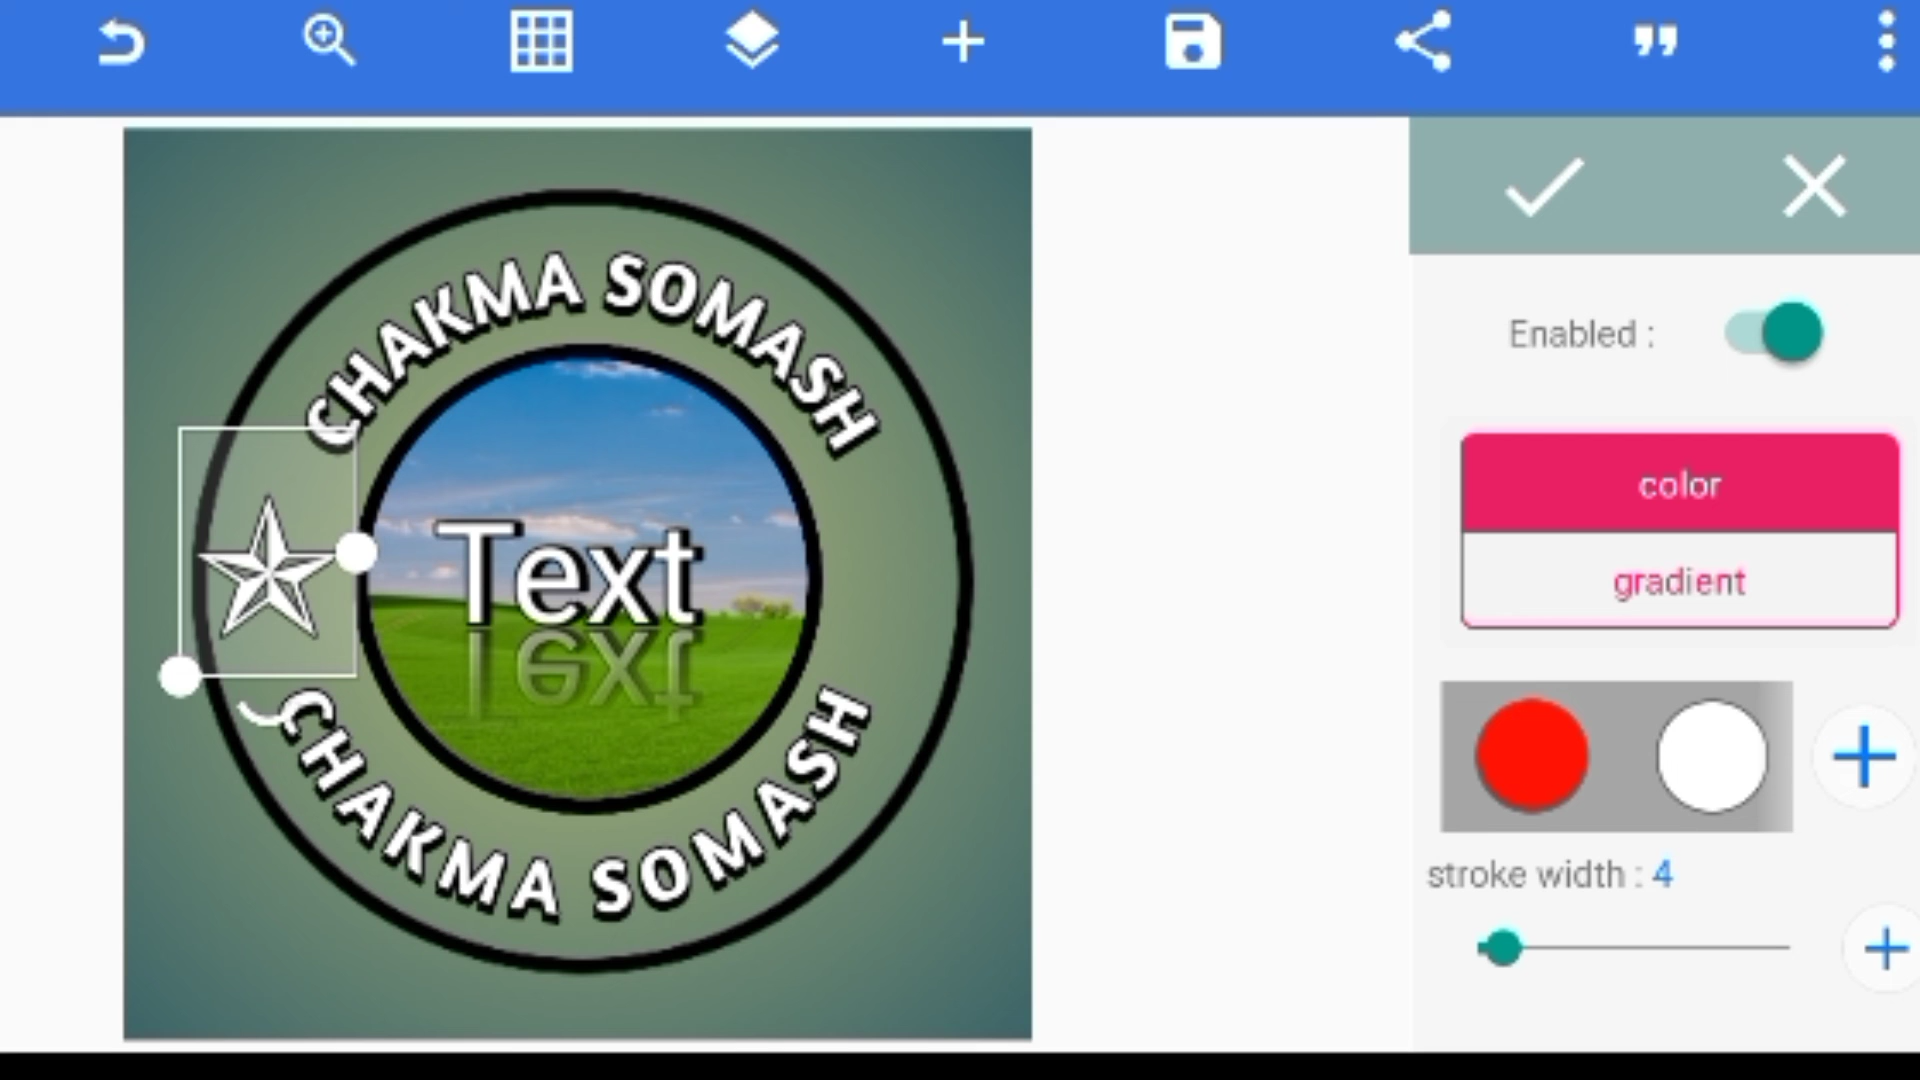 CHAKMA SOMASH
Text
CHAKMA SOMASH
Enabled :
color
gradient
stroke width : 4